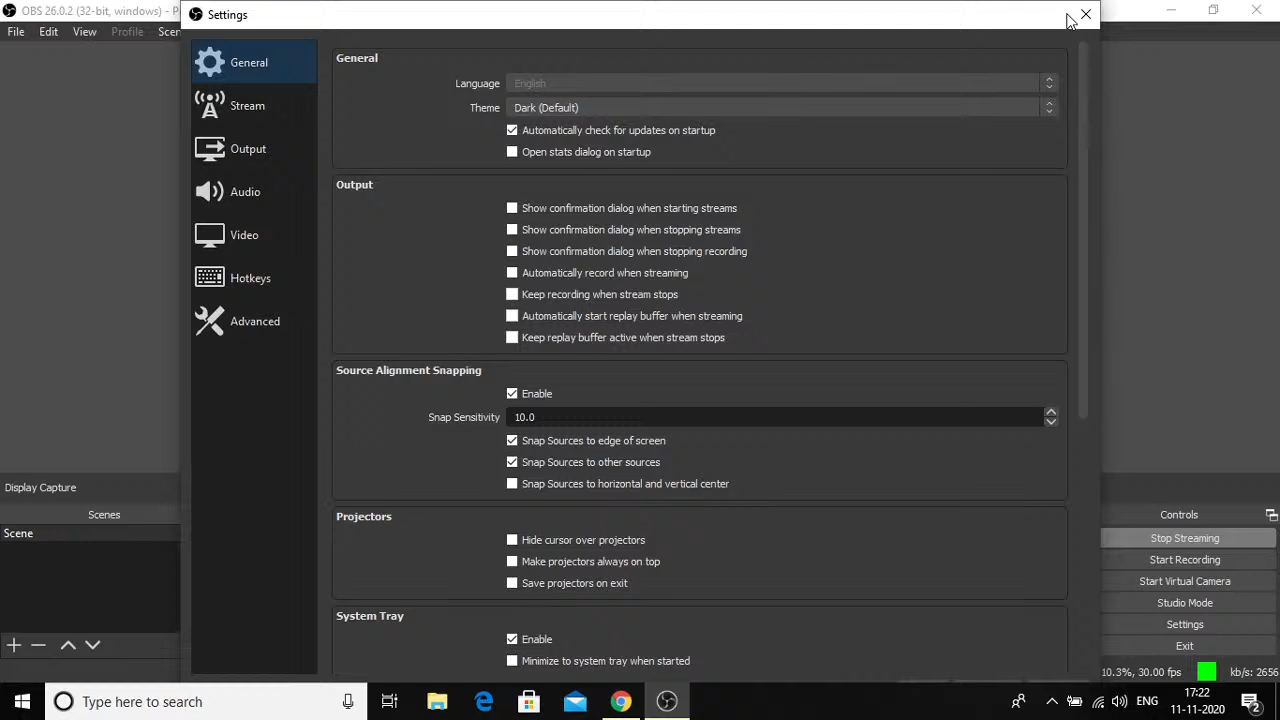 OBS 26.0.2 (32-bit, windows) - P
Settings
File Edit View Profile Scen
General
Stream
Output
Audio
Video
Hotkeys
Advanced
General
Language English
Theme Dark (Default)
Automatically check for updates on startup
Open stats dialog on startup
Output
Show confirmation dialog when starting streams
Show confirmation dialog when stopping streams
Show confirmation dialog when stopping recording
Automatically record when streaming
Keep recording when stream stops
Automatically start replay buffer when streaming
Keep replay buffer active when stream stops
Source Alignment Snapping
Enable
Snap Sensitivity 10.0
Snap Sources to edge of screen
Snap Sources to other sources
Snap Sources to horizontal and vertical center
Projectors
Hide cursor over projectors
Make projectors always on top
Save projectors on exit
System Tray
Enable
Minimize to system tray when started
Display Capture
Scenes
Scene
Controls
Stop Streaming
Start Recording
Start Virtual Camera
Studio Mode
Settings
Exit
10.3%, 30.00 fps kb/s: 2656
Type here to search
ENG
17:22
11-11-2020
2